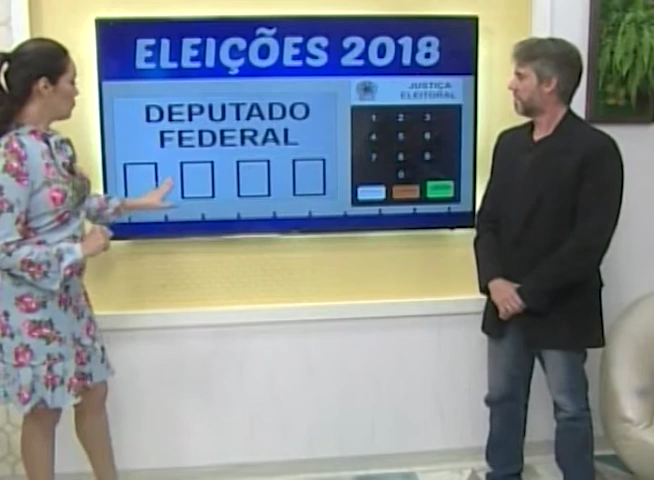 ELEIÇÕES 2018
JUSTIÇA
ELEITORAL
DEPUTADO
FEDERAL
1 2 3
4 5 6
7 8 9
0